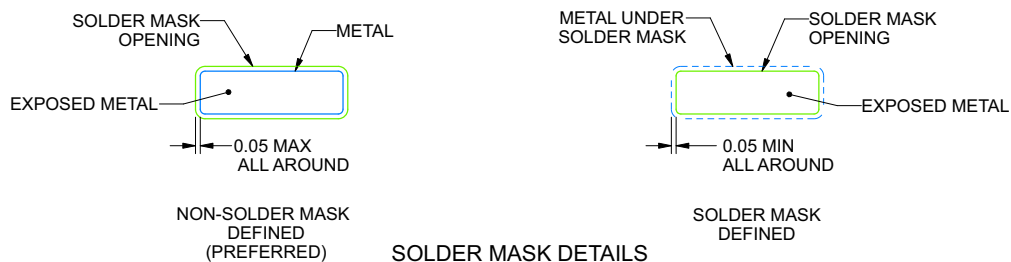 SOLDER MASK
OPENING
METAL
EXPOSED METAL
0.05 MAX
ALL AROUND
NON-SOLDER MASK
DEFINED
(PREFERRED)
METAL UNDER
SOLDER MASK
SOLDER MASK
OPENING
EXPOSED METAL
0.05 MIN
ALL AROUND
SOLDER MASK
DEFINED
SOLDER MASK DETAILS